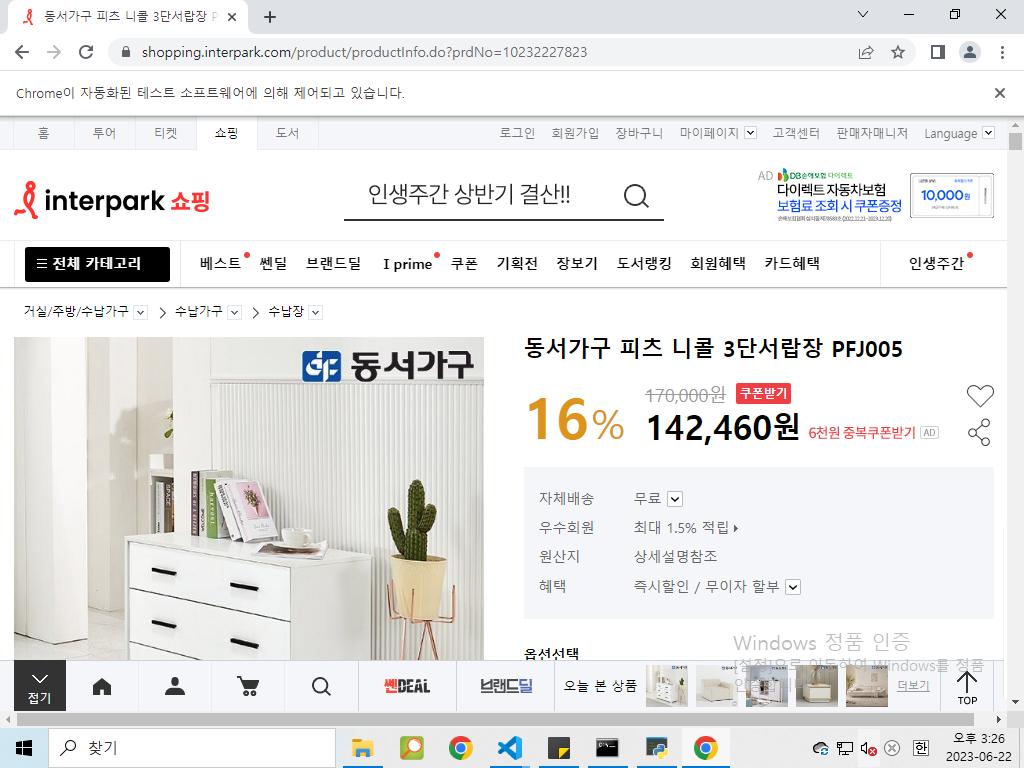 동서가구 피츠 니콜 3단서랍장 P
shopping.interpark.com/product/productInfo.do?prdNo=10232227823
Chrome이 자동화된 테스트 소프트웨어에 의해 제어되고 있습니다.
홈 투어 티켓 쇼핑 도서 로그인 회원가입 장바구니 마이페이지 고객센터 판매자매니저 Language
interpark 쇼핑
인생주간 상반기 결산!!
AD DB손해보험 다이렉트
다이렉트 자동차보험
보험료 조회 시 쿠폰증정
10,000원
전체 카테고리 베스트 쎈딜 브랜드딜 I prime 쿠폰 기획전 장보기 도서랭킹 회원혜택 카드혜택 인생주간
거실/주방/수납가구 수납가구 수납장
동서가구
동서가구 피츠 니콜 3단서랍장 PFJ005
170,000원 쿠폰받기
16% 142,460원 6천원 중복쿠폰받기 AD
자체배송 무료
우수회원 최대 1.5% 적립
원산지 상세설명참조
혜택 즉시할인 / 무이자 할부
옵션선택
Windows 정품 인증
[설정]으로 이동하여 Windows를 정품
접기 쎈DEAL 브랜드딜 오늘 본 상품 더보기 TOP
찾기
오후 3:26
2023-06-22